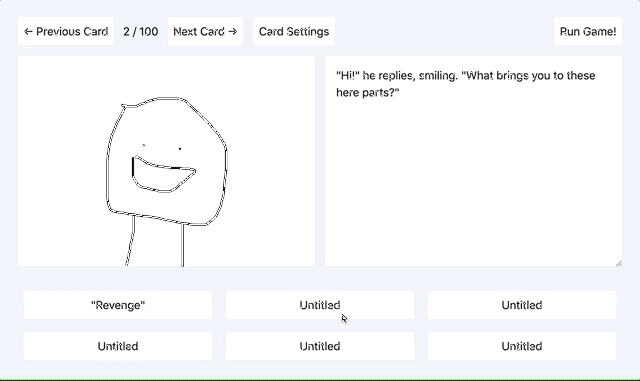 ← Previous Card 2 / 100 Next Card → Card Settings Run Game!
"Hi!" he replies, smiling. "What brings you to these
here parts?"
"Revenge" Untitled Untitled
Untitled Untitled Untitled